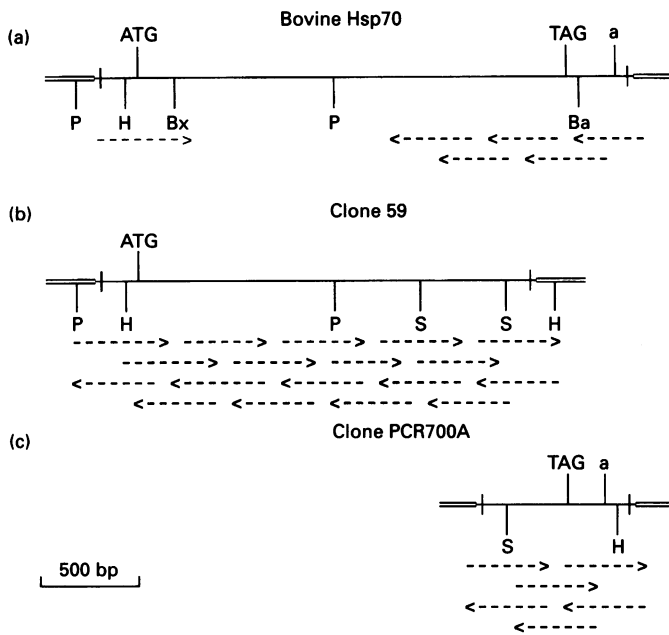 Bovine Hsp70
(a)
ATG TAG a
P H Bx P Ba
(b)
Clone 59
ATG
P H P S S H
(c)
Clone PCR700A
TAG a
S H
500 bp